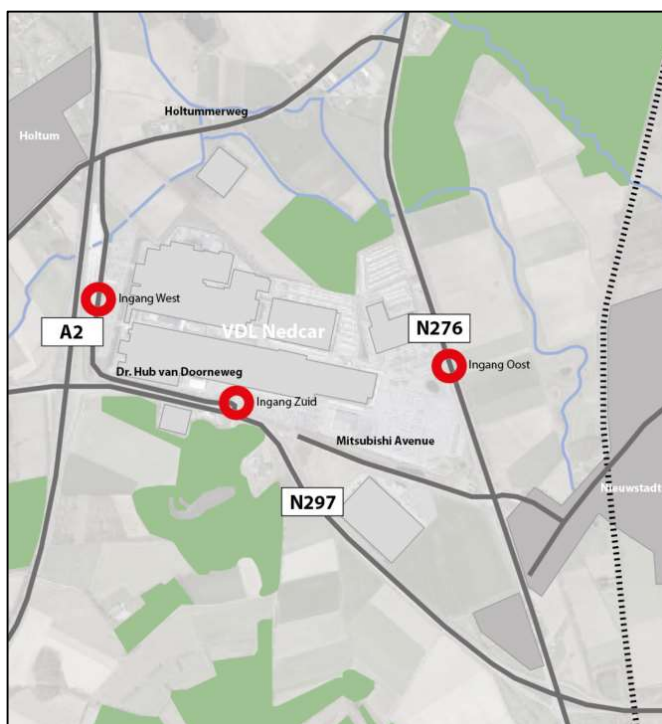 Holtummerweg
Holtum
Ingang West
A2
VDL Nedcar
N276
Ingang Oost
Dr. Hub van Doorneweg
Ingang Zuid
Mitsubishi Avenue
Nieuwstadt
N297